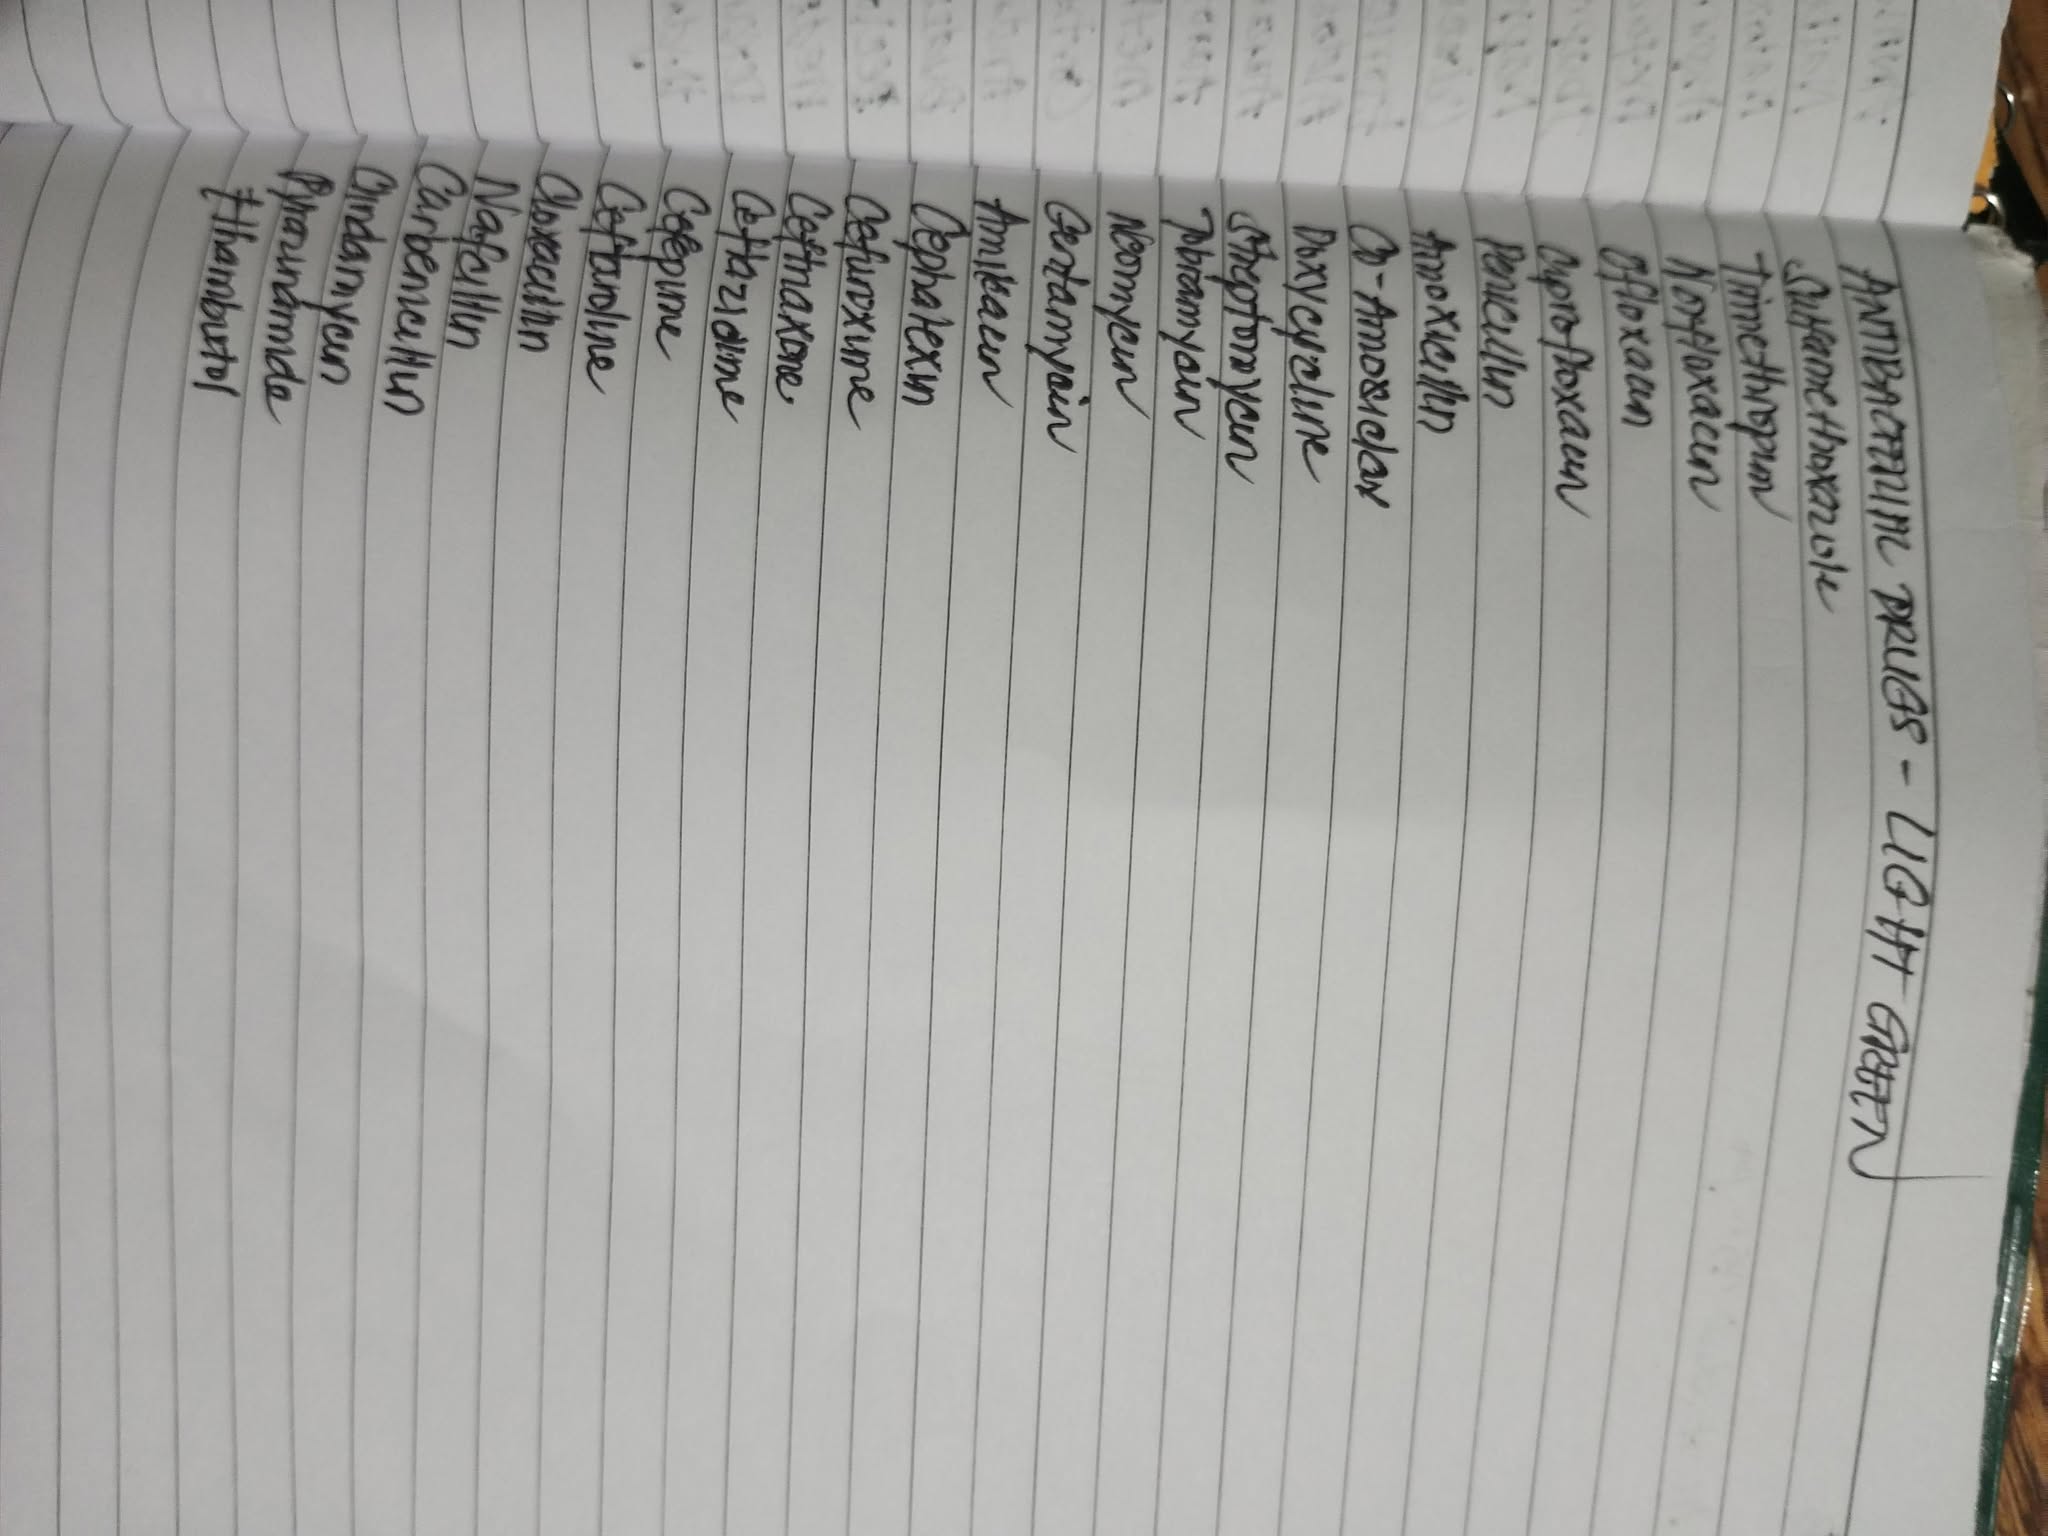 ANTIBACTERIAL DRUGS - LIGHT GREEN
Sulfamethoxazole
Trimethoprim
Norfloxacin
Ofloxacin
Ciprofloxacin
Penicillin
Amoxicillin
Co-Amoxiclav
Doxycycline
Streptomycin
Tobramycin
Neomycin
Gentamycin
Amikacin
Cephalexin
Cefuroxime
Ceftriaxone.
Ceftazidime
Cefepime
Ceftaroline
Cloxacillin
Nafcillin
Carbenicillin
Clindamycin
Pyrazinamide
Ethambutol